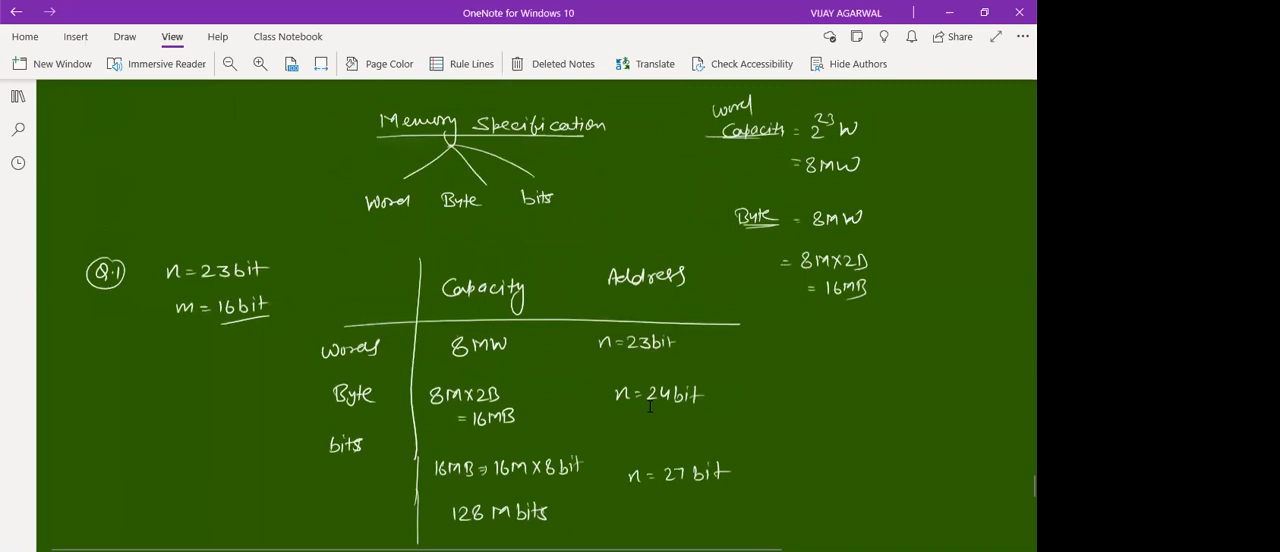 OneNote for Windows 10
VIJAY AGARWAL
Home Insert Draw View Help Class Notebook
Share
New Window Immersive Reader Page Color Rule Lines Deleted Notes Translate Check Accessibility Hide Authors
Memory Specification
Word Byte bits
Word
Capacity = 2^23 W
= 8MW
Byte = 8MW
= 8M×2B
= 16MB
Q.1 n = 23bit
m = 16bit
Capacity Address
Words 8MW n = 23bit
Byte 8M×2B n = 24bit
= 16MB
bits
16MB ⇒ 16M × 8bit n = 27bit
128 M bits